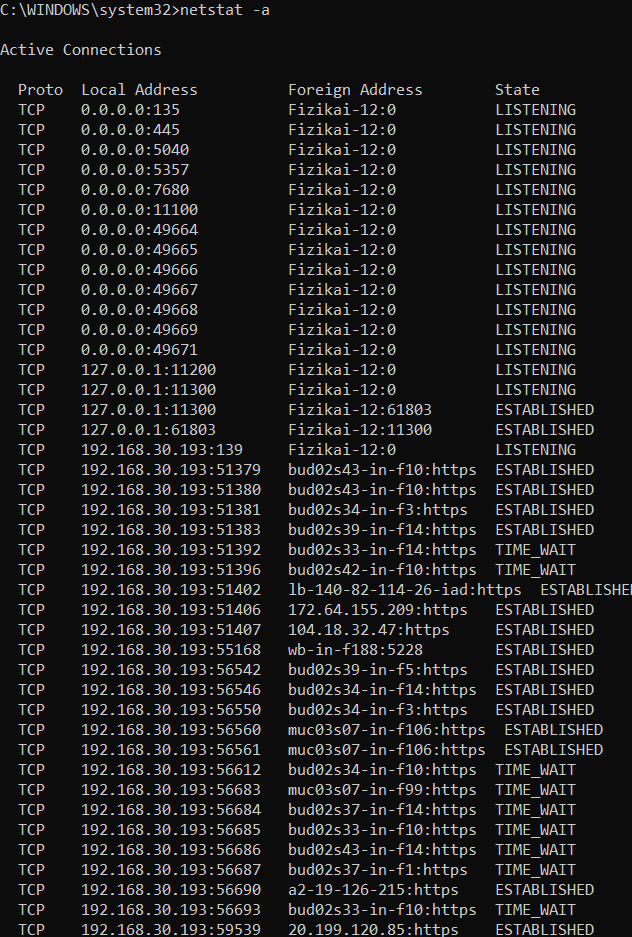 C:\WINDOWS\system32>netstat -a
Active Connections
Proto  Local Address          Foreign Address        State
TCP    0.0.0.0:135            Fizikai-12:0           LISTENING
TCP    0.0.0.0:445            Fizikai-12:0           LISTENING
TCP    0.0.0.0:5040           Fizikai-12:0           LISTENING
TCP    0.0.0.0:5357           Fizikai-12:0           LISTENING
TCP    0.0.0.0:7680           Fizikai-12:0           LISTENING
TCP    0.0.0.0:11100          Fizikai-12:0           LISTENING
TCP    0.0.0.0:49664          Fizikai-12:0           LISTENING
TCP    0.0.0.0:49665          Fizikai-12:0           LISTENING
TCP    0.0.0.0:49666          Fizikai-12:0           LISTENING
TCP    0.0.0.0:49667          Fizikai-12:0           LISTENING
TCP    0.0.0.0:49668          Fizikai-12:0           LISTENING
TCP    0.0.0.0:49669          Fizikai-12:0           LISTENING
TCP    0.0.0.0:49671          Fizikai-12:0           LISTENING
TCP    127.0.0.1:11200        Fizikai-12:0           LISTENING
TCP    127.0.0.1:11300        Fizikai-12:0           LISTENING
TCP    127.0.0.1:11300        Fizikai-12:61803       ESTABLISHED
TCP    127.0.0.1:61803        Fizikai-12:11300       ESTABLISHED
TCP    192.168.30.193:139     Fizikai-12:0           LISTENING
TCP    192.168.30.193:51379   bud02s43-in-f10:https  ESTABLISHED
TCP    192.168.30.193:51380   bud02s43-in-f10:https  ESTABLISHED
TCP    192.168.30.193:51381   bud02s34-in-f3:https   ESTABLISHED
TCP    192.168.30.193:51383   bud02s39-in-f14:https  ESTABLISHED
TCP    192.168.30.193:51392   bud02s33-in-f14:https  TIME_WAIT
TCP    192.168.30.193:51396   bud02s42-in-f10:https  TIME_WAIT
TCP    192.168.30.193:51402   lb-140-82-114-26-iad:https  ESTABLISHE
TCP    192.168.30.193:51406   172.64.155.209:https   ESTABLISHED
TCP    192.168.30.193:51407   104.18.32.47:https     ESTABLISHED
TCP    192.168.30.193:55168   wb-in-f188:5228        ESTABLISHED
TCP    192.168.30.193:56542   bud02s39-in-f5:https   ESTABLISHED
TCP    192.168.30.193:56546   bud02s34-in-f14:https  ESTABLISHED
TCP    192.168.30.193:56550   bud02s34-in-f3:https   ESTABLISHED
TCP    192.168.30.193:56560   muc03s07-in-f106:https  ESTABLISHED
TCP    192.168.30.193:56561   muc03s07-in-f106:https  ESTABLISHED
TCP    192.168.30.193:56612   bud02s34-in-f10:https  TIME_WAIT
TCP    192.168.30.193:56683   muc03s07-in-f99:https  TIME_WAIT
TCP    192.168.30.193:56684   bud02s37-in-f14:https  TIME_WAIT
TCP    192.168.30.193:56685   bud02s33-in-f10:https  TIME_WAIT
TCP    192.168.30.193:56686   bud02s43-in-f14:https  TIME_WAIT
TCP    192.168.30.193:56687   bud02s37-in-f1:https   TIME_WAIT
TCP    192.168.30.193:56690   a2-19-126-215:https    ESTABLISHED
TCP    192.168.30.193:56693   bud02s33-in-f10:https  TIME_WAIT
TCP    192.168.30.193:59539   20.199.120.85:https    ESTABLISHED